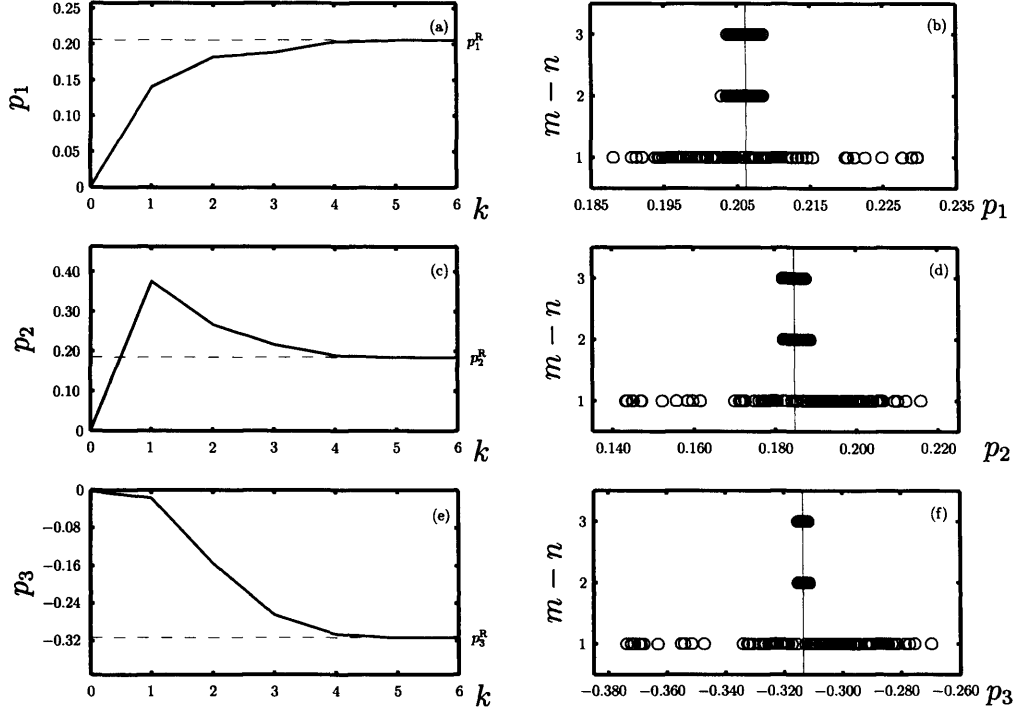 0.25
(a)
0.20
p₁ᴿ
0.15
p₁
0.10
0.05
0
0 1 2 3 4 5 6 k
(b)
3
m − n
2
1
0.185 0.195 0.205 0.215 0.225 0.235 p₁
(c)
0.40
0.30
p₂
0.20
p₂ᴿ
0.10
0
0 1 2 3 4 5 6 k
(d)
3
m − n
2
1
0.140 0.160 0.180 0.200 0.220 p₂
0
1 2 3 4 5
(e)
−0.08
−0.16
p₃
−0.24
−0.32
p₃ᴿ
0 1 2 3 4 5 6 k
(f)
3
m − n
2
1
−0.380 −0.360 −0.340 −0.320 −0.300 −0.280 −0.260 p₃